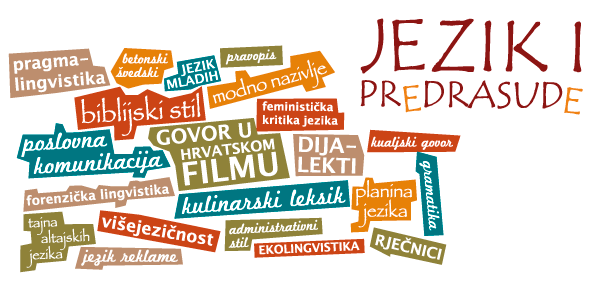 JEZIK I
PREDRASUDE
pragma-
lingvistika
betonski
švedski
JEZIK
MLADIH
pravopis
modno nazivlje
biblijski stil
feministička
kritika jezika
poslovna
komunikacija
GOVOR U
HRVATSKOM
FILMU
DIJA-
LEKTI
kualjski govor
gramatika
forenzička lingvistika
kulinarski leksik
planina
jezika
tajna
altajskih
jezika
višejezičnost
administrativni
stil
RJEČNICI
jezik reklame
EKOLINGVISTIKA